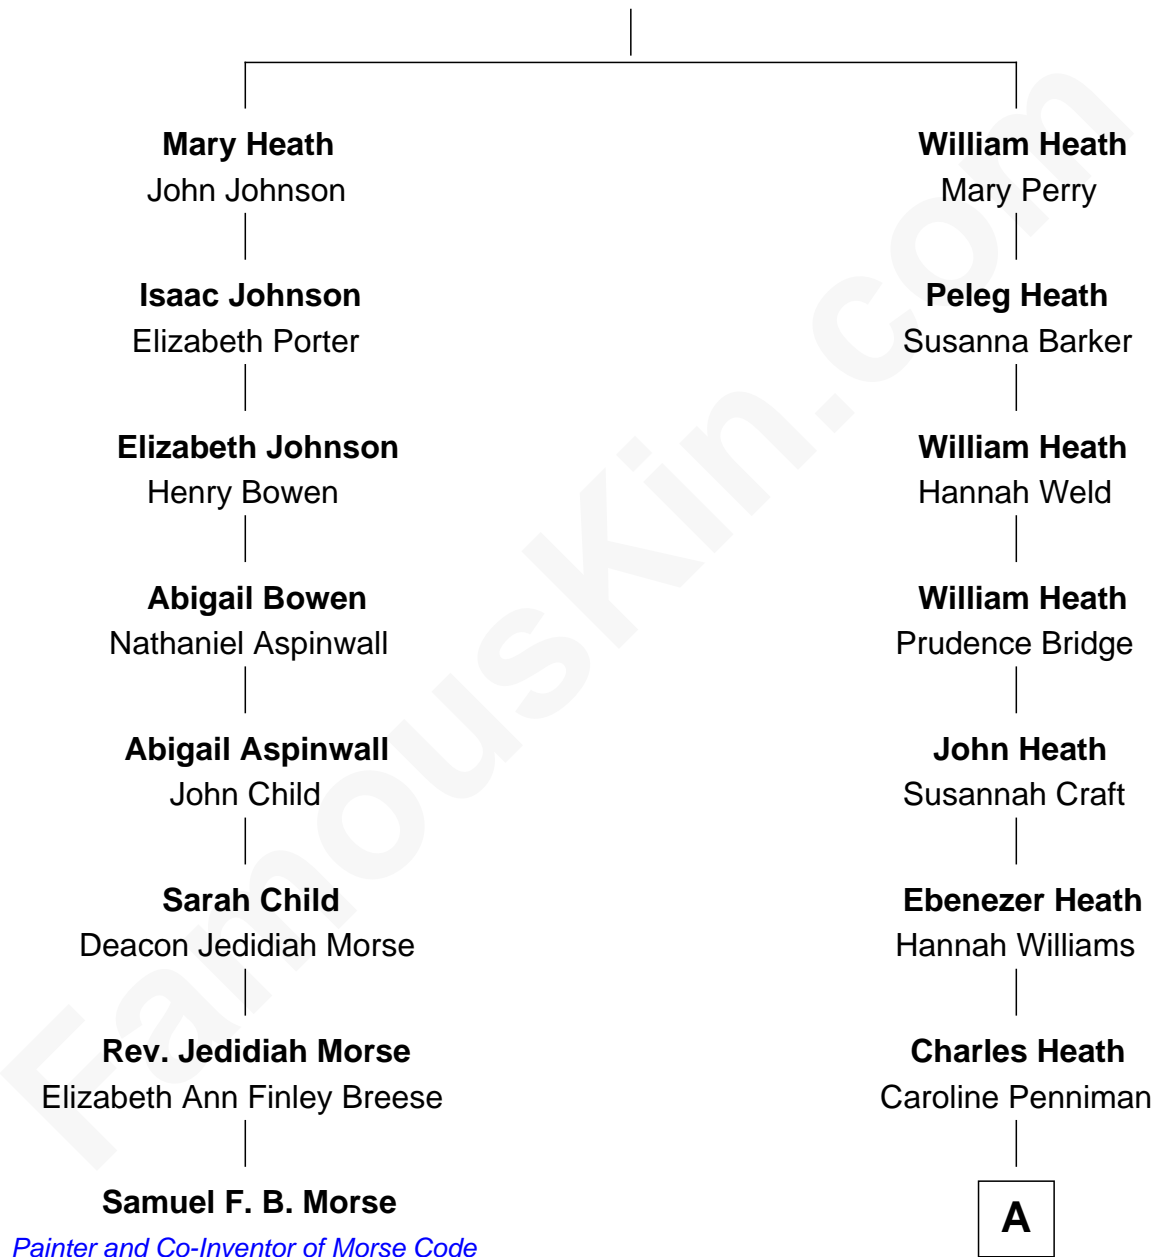 Mary Heath
John Johnson
Isaac Johnson
Elizabeth Porter
Elizabeth Johnson
Henry Bowen
Abigail Bowen
Nathaniel Aspinwall
Abigail Aspinwall
John Child
Sarah Child
Deacon Jedidiah Morse
Rev. Jedidiah Morse
Elizabeth Ann Finley Breese
Samuel F. B. Morse
Painter and Co-Inventor of Morse Code
William Heath
Mary Perry
Peleg Heath
Susanna Barker
William Heath
Hannah Weld
William Heath
Prudence Bridge
John Heath
Susannah Craft
Ebenezer Heath
Hannah Williams
Charles Heath
Caroline Penniman
A
FamousKin.com